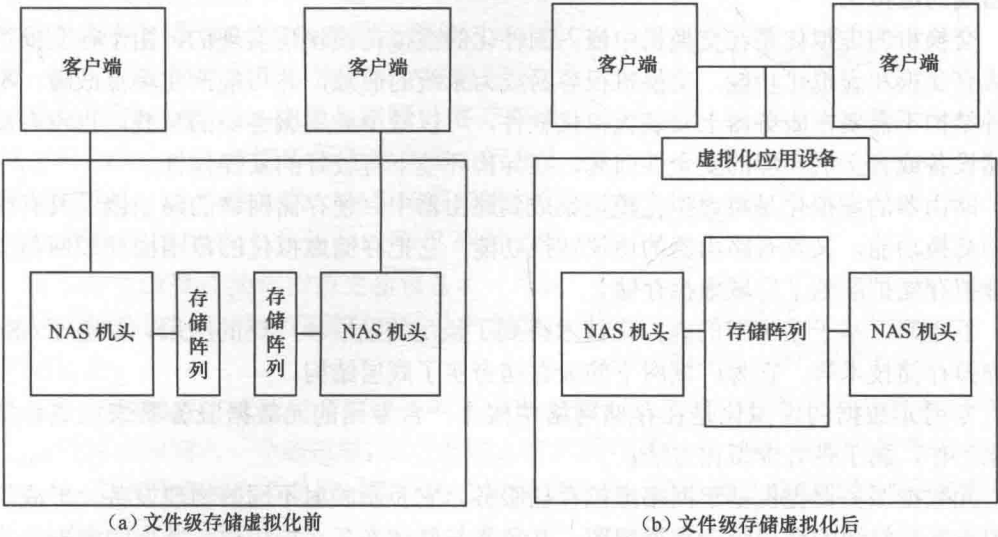 客户端
客户端
NAS 机头
存储阵列
存储阵列
NAS 机头
(a) 文件级存储虚拟化前
客户端
客户端
虚拟化应用设备
NAS 机头
存储阵列
NAS 机头
(b) 文件级存储虚拟化后